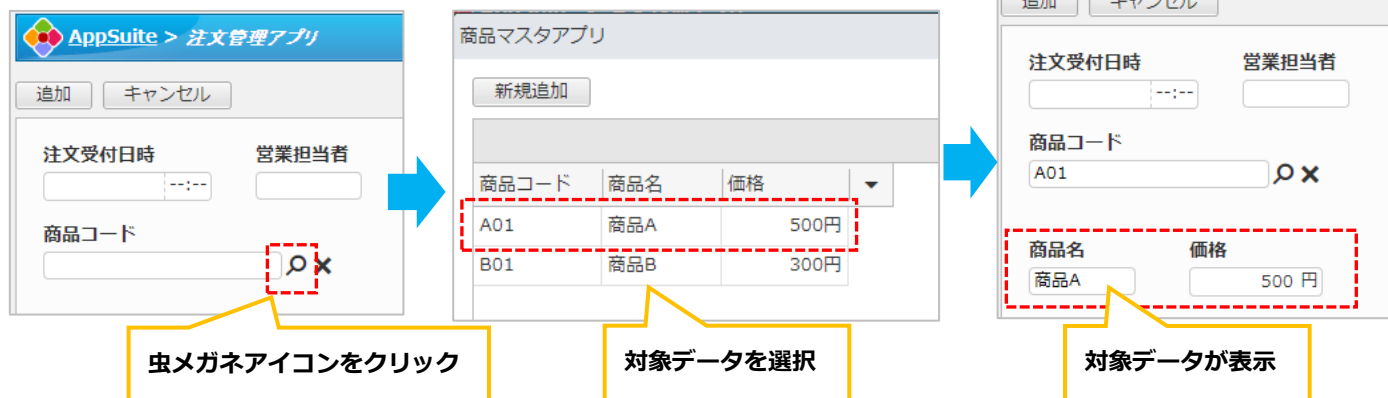 AppSuite > 注文管理アプリ
追加 キャンセル
注文受付日時 営業担当者
--:--
商品コード
虫メガネアイコンをクリック
商品マスタアプリ
新規追加
商品コード 商品名 価格
A01 商品A 500円
B01 商品B 300円
対象データを選択
追加 キャンセル
注文受付日時 営業担当者
--:--
商品コード
A01
商品名 価格
商品A 500 円
対象データが表示